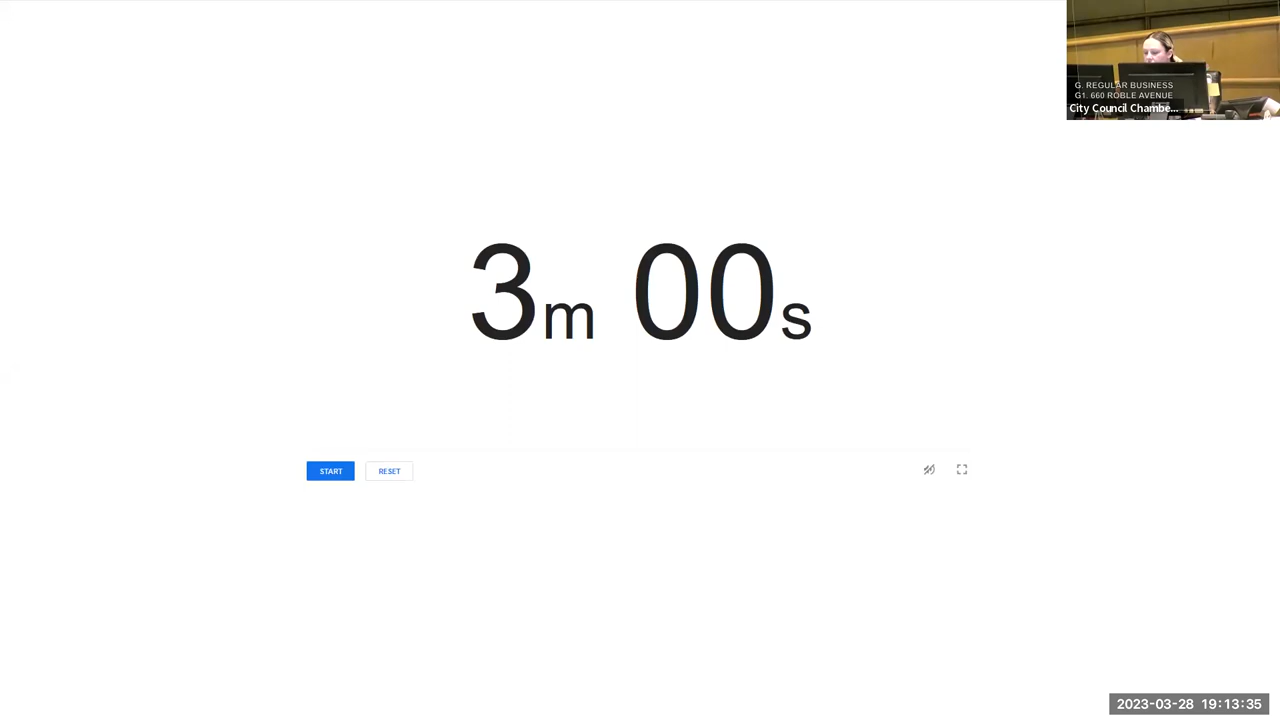 G. REGULAR BUSINESS
G1. 660 ROBLE AVENUE
City Council Chambe...
3m 00s
START
RESET
2023-03-28 19:13:35